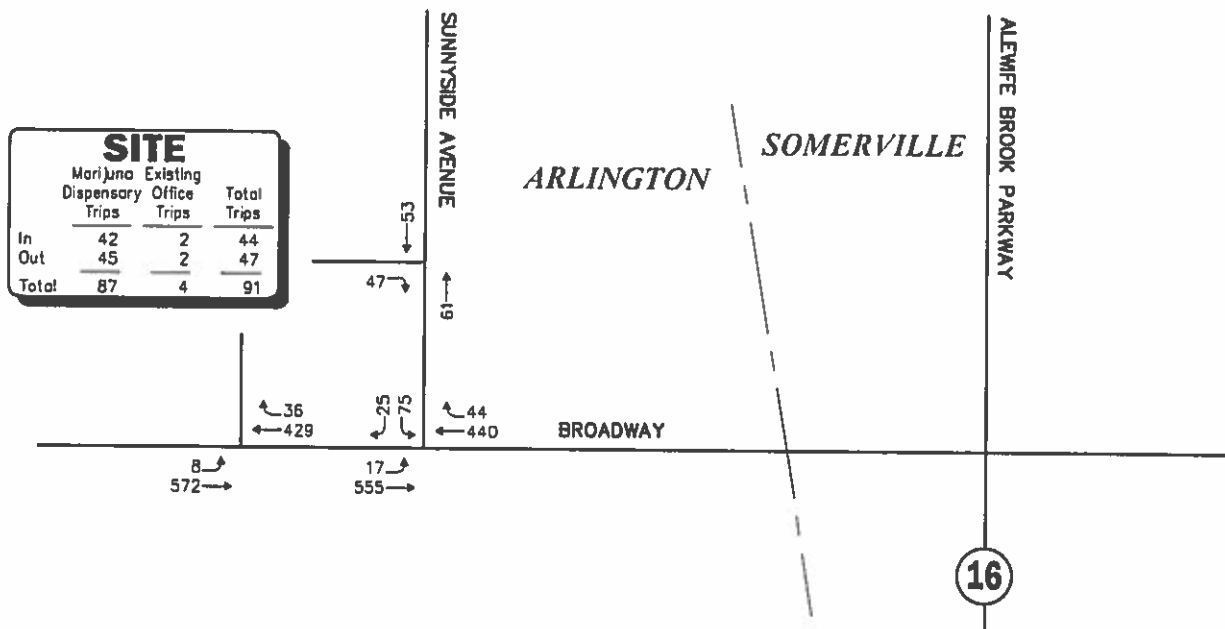 SITE
Marijuna Existing
Dispensary Office Total
Trips Trips Trips
In 42 2 44
Out 45 2 47
Total 87 4 91
SUNNYSIDE AVENUE
ARLINGTON
SOMERVILLE
ALEWIFE BROOK PARKWAY
53
47
61
36
429
25
75
44
440
BROADWAY
8
572
17
555
16